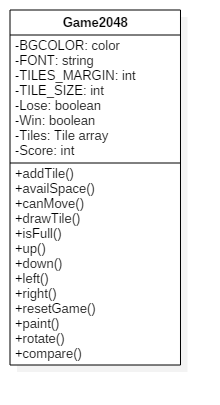 Game2048
-BGCOLOR: color
-FONT: string
-TILES_MARGIN: int
-TILE_SIZE: int
-Lose: boolean
-Win: boolean
-Tiles: Tile array
-Score: int
+addTile()
+availSpace()
+canMove()
+drawTile()
+isFull()
+up()
+down()
+left()
+right()
+resetGame()
+paint()
+rotate()
+compare()